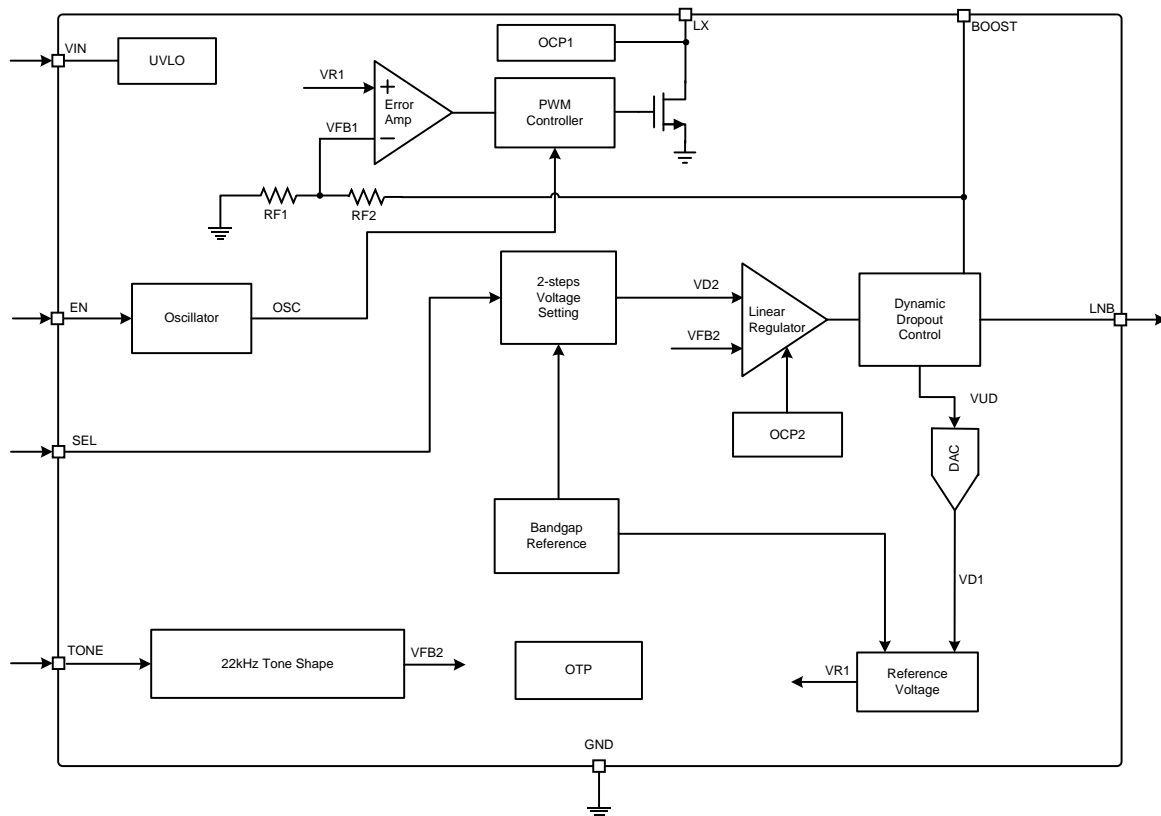 LX
BOOST
VIN
UVLO
OCP1
VR1
+
Error
Amp
PWM
Controller
VFB1
−
RF1
RF2
EN
Oscillator
OSC
2-steps
Voltage
Setting
VD2
VFB2
Linear
Regulator
Dynamic
Dropout
Control
LNB
VUD
OCP2
SEL
DAC
Bandgap
Reference
VD1
TONE
22kHz Tone Shape
VFB2
OTP
VR1
Reference
Voltage
GND